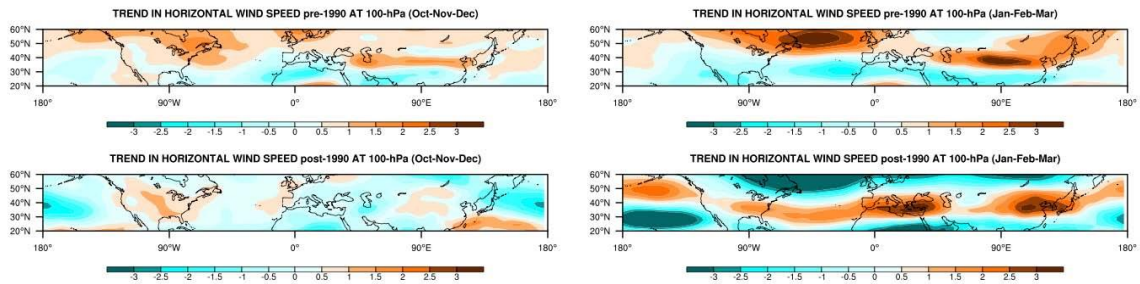 TREND IN HORIZONTAL WIND SPEED pre-1990 AT 100-hPa (Oct-Nov-Dec)
60°N
50°N
40°N
30°N
20°N
180° 90°W 0° 90°E 180°
-3 -2.5 -2 -1.5 -1 -0.5 0 0.5 1 1.5 2 2.5 3
TREND IN HORIZONTAL WIND SPEED pre-1990 AT 100-hPa (Jan-Feb-Mar)
60°N
50°N
40°N
30°N
20°N
180° 90°W 0° 90°E 180°
-3 -2.5 -2 -1.5 -1 -0.5 0 0.5 1 1.5 2 2.5 3
TREND IN HORIZONTAL WIND SPEED post-1990 AT 100-hPa (Oct-Nov-Dec)
60°N
50°N
40°N
30°N
20°N
180° 90°W 0° 90°E 180°
-3 -2.5 -2 -1.5 -1 -0.5 0 0.5 1 1.5 2 2.5 3
TREND IN HORIZONTAL WIND SPEED post-1990 AT 100-hPa (Jan-Feb-Mar)
60°N
50°N
40°N
30°N
20°N
180° 90°W 0° 90°E 180°
-3 -2.5 -2 -1.5 -1 -0.5 0 0.5 1 1.5 2 2.5 3